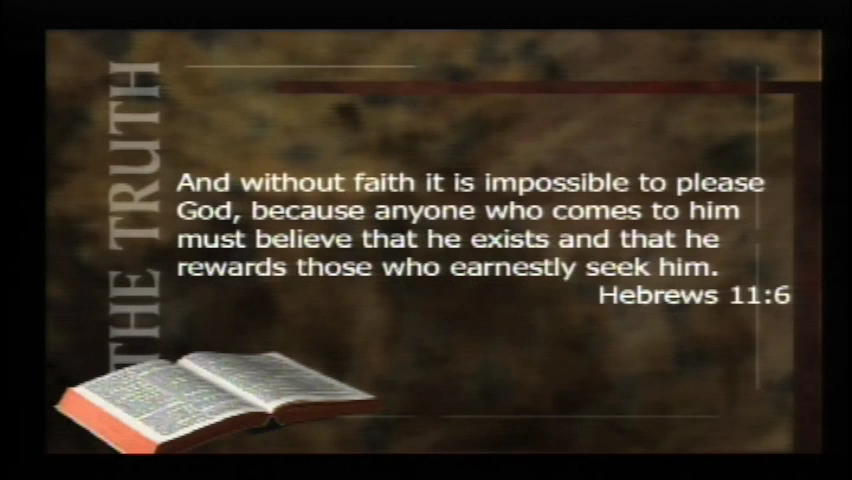 THE TRUTH
And without faith it is impossible to please
God, because anyone who comes to him
must believe that he exists and that he
rewards those who earnestly seek him.
Hebrews 11:6